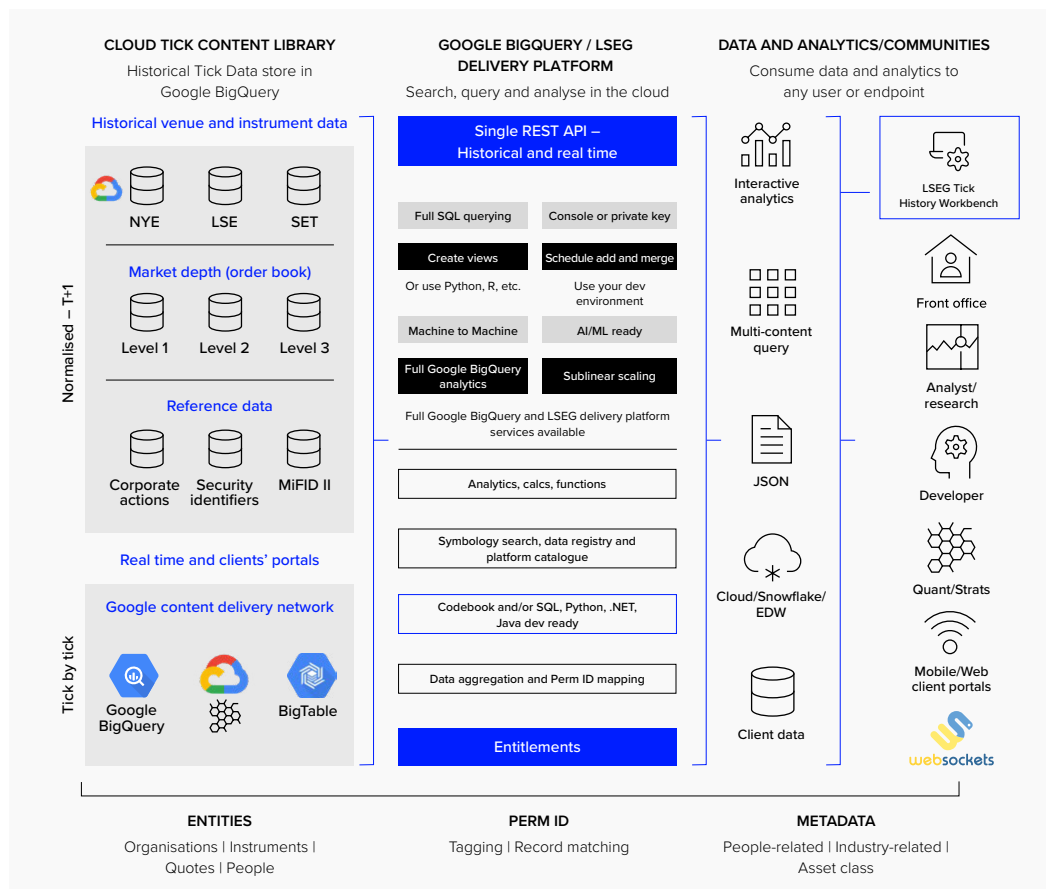 CLOUD TICK CONTENT LIBRARY
Historical Tick Data store in
Google BigQuery
Historical venue and instrument data
NYE
LSE
SET
Market depth (order book)
Level 1
Level 2
Level 3
Reference data
Corporate
actions
Security
identifiers
MiFID II
Normalised – T+1
Real time and clients’ portals
Google content delivery network
Google
BigQuery
BigTable
Tick by tick
GOOGLE BIGQUERY / LSEG
DELIVERY PLATFORM
Search, query and analyse in the cloud
Single REST API –
Historical and real time
Full SQL querying
Console or private key
Create views
Schedule add and merge
Or use Python, R, etc.
Use your dev
environment
Machine to Machine
AI/ML ready
Full Google BigQuery
analytics
Sublinear scaling
Full Google BigQuery and LSEG delivery platform
services available
Analytics, calcs, functions
Symbology search, data registry and
platform catalogue
Codebook and/or SQL, Python, .NET,
Java dev ready
Data aggregation and Perm ID mapping
Entitlements
DATA AND ANALYTICS/COMMUNITIES
Consume data and analytics to
any user or endpoint
Interactive
analytics
Multi-content
query
JSON
Cloud/Snowflake/
EDW
Client data
LSEG Tick
History Workbench
Front office
Analyst/
research
Developer
Quant/Strats
Mobile/Web
client portals
websockets
ENTITIES
Organisations | Instruments |
Quotes | People
PERM ID
Tagging | Record matching
METADATA
People-related | Industry-related |
Asset class